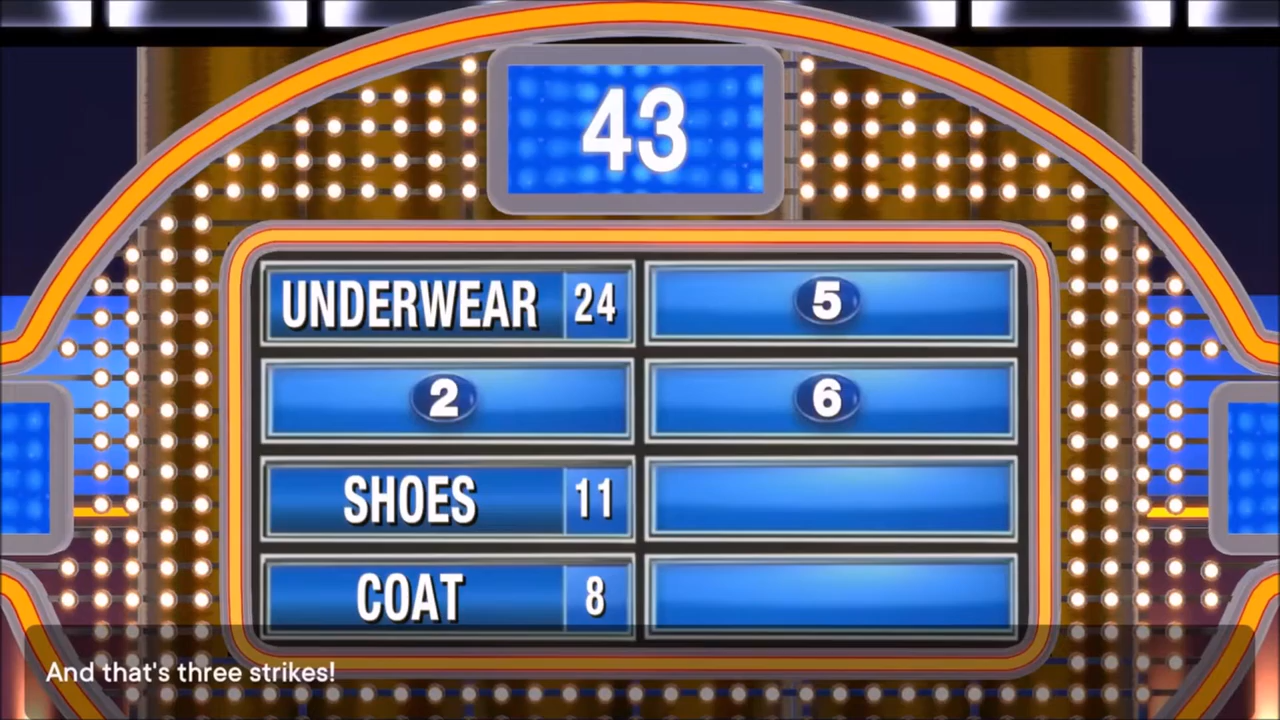 43
UNDERWEAR 24
5
2
6
SHOES 11
COAT 8
And that's three strikes!